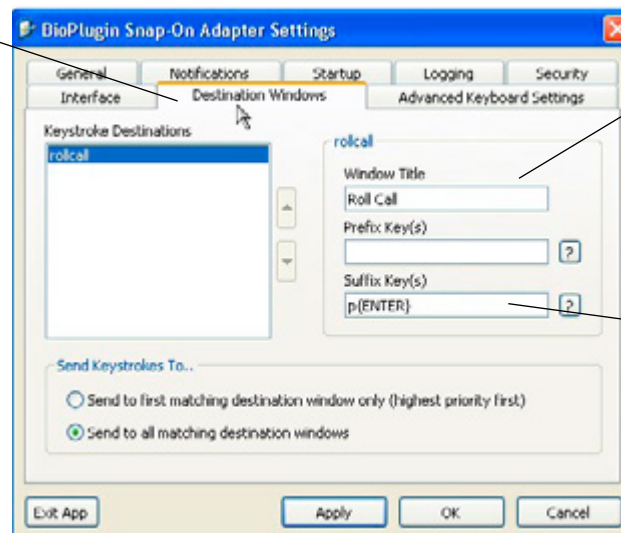 BioPlugin Snap-On Adapter Settings
General Notifications Startup Logging Security
Interface Destination Windows Advanced Keyboard Settings
Keystroke Destinations
rolcal
rolcal
Window Title
Roll Call
Prefix Key(s)
?
Suffix Key(s)
p{ENTER}
?
Send Keystrokes To..
Send to first matching destination window only (highest priority first)
Send to all matching destination windows
Exit App Apply OK Cancel